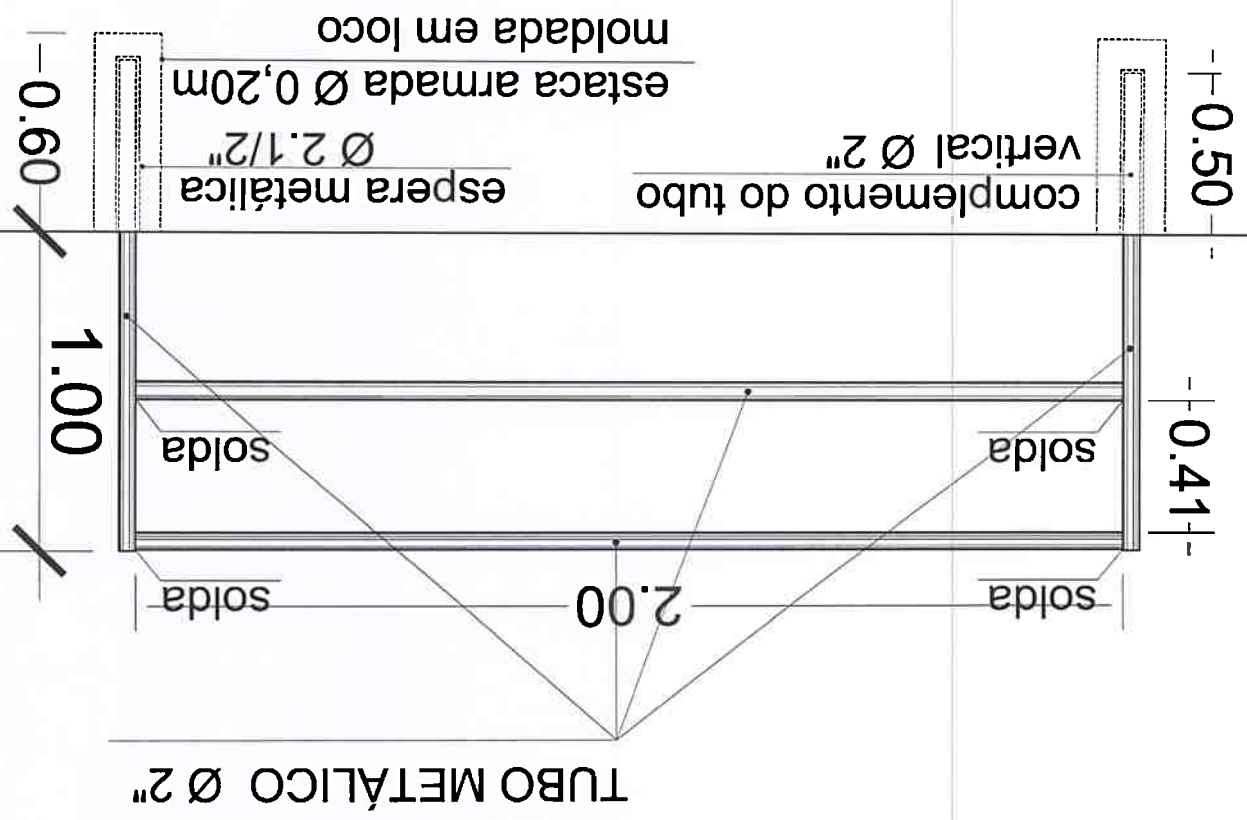 TUBO METÁLICO Ø 2"
solda
2.00
solda
0.41
solda
solda
1.00
complemento do tubo
vertical Ø 2"
espera metálica
Ø 2.1/2"
0.50
0.60
estaca armada Ø 0,20m
moldada em loco